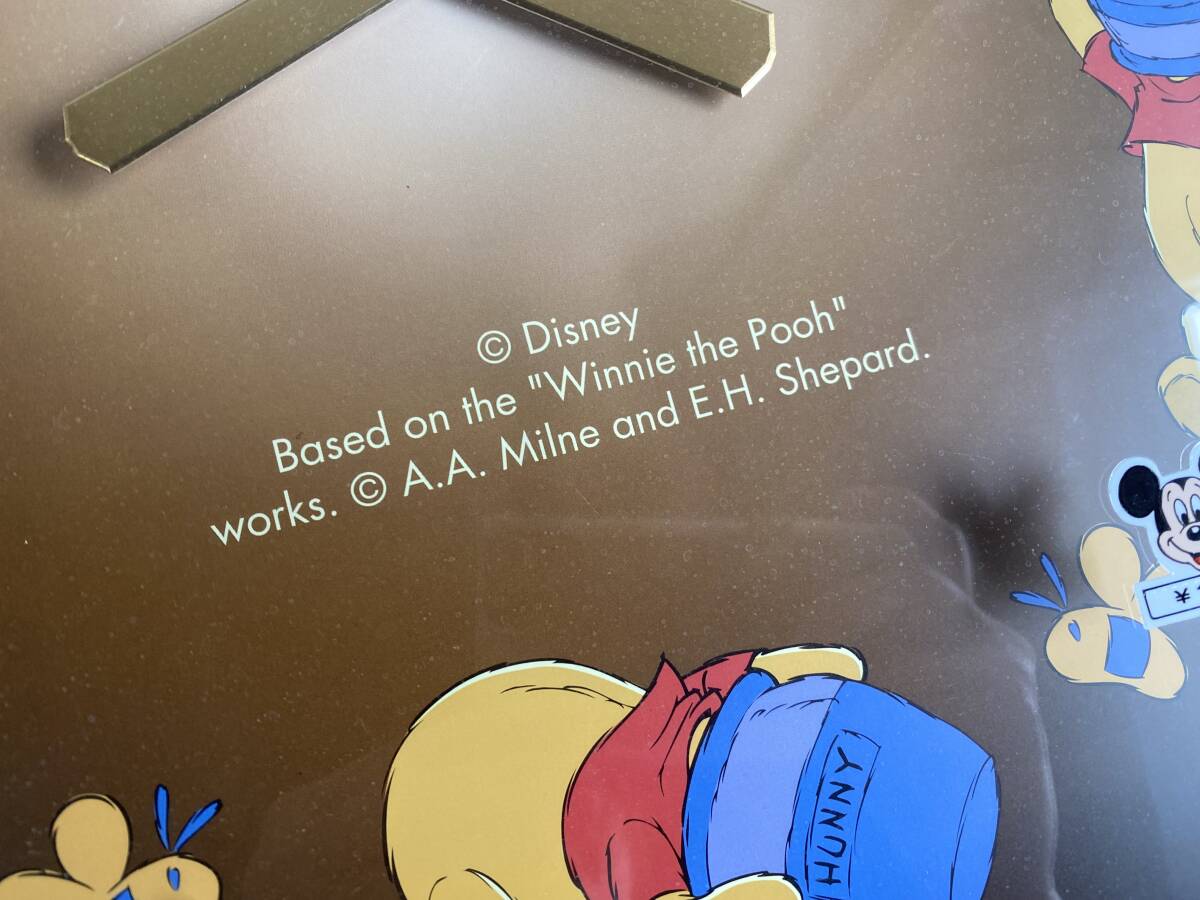 © Disney
Based on the "Winnie the Pooh"
works. © A.A. Milne and E.H. Shepard.
¥
HUNNY